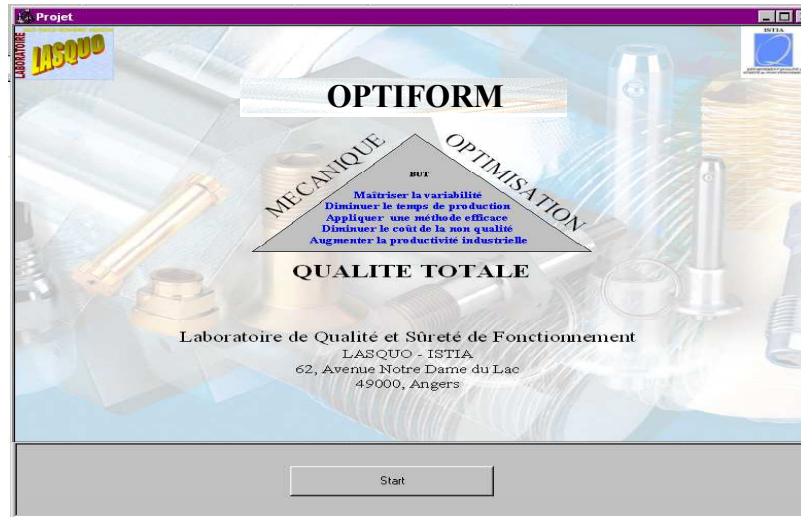 Projet
LABORATOIRE
LASQUO
ISTIA
OPTIFORM
MECANIQUE
OPTIMISATION
BUT
Maîtriser la variabilité
Diminuer le temps de production
Appliquer une méthode efficace
Diminuer le coût de la non qualité
Augmenter la productivité industrielle
QUALITE TOTALE
Laboratoire de Qualité et Sûreté de Fonctionnement
LASQUO - ISTIA
62, Avenue Notre Dame du Lac
49000, Angers
Start